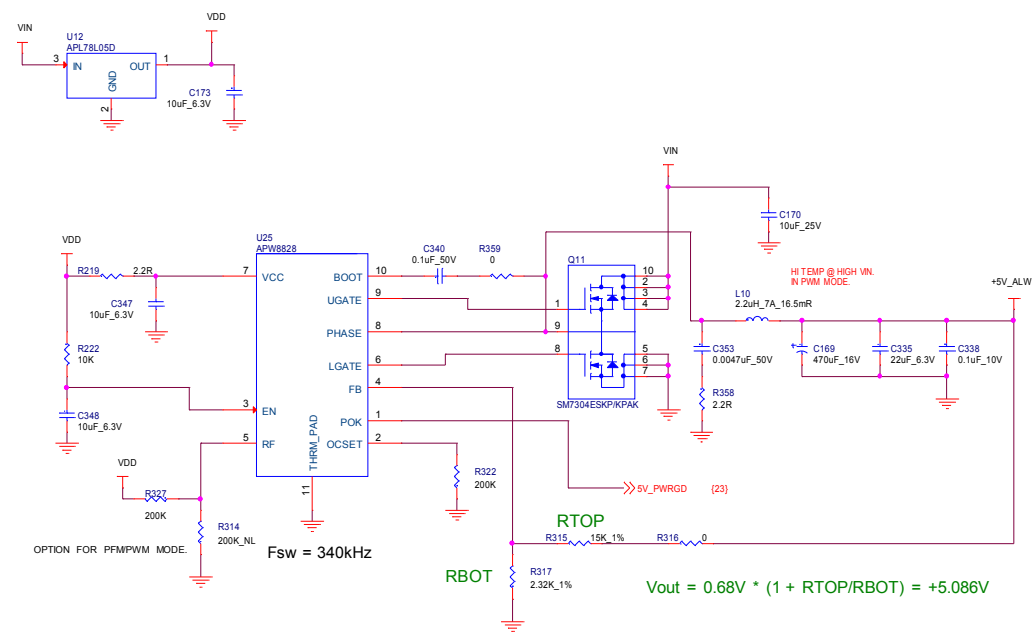 VIN
VDD
U12
APL78L05D
3
IN
OUT
1
GND
2
C173
10uF_6.3V
VIN
C170
10uF_25V
VDD
R219
2.2R
C347
10uF_6.3V
R222
10K
C348
10uF_6.3V
U25
APW8828
7
VCC
3
EN
5
RF
THRM_PAD
11
BOOT
10
UGATE
9
PHASE
8
LGATE
6
FB
4
POK
1
OCSET
2
C340
0.1uF_50V
R359
0
Q11
1
9
8
10
2
3
4
5
6
7
SM7304ESKP/KPAK
HI TEMP @ HIGH VIN.
IN PWM MODE.
L10
2.2uH_7A_16.5mR
+5V_ALW
C353
0.0047uF_50V
R358
2.2R
C169
470uF_16V
C335
22uF_6.3V
C338
0.1uF_10V
VDD
R327
200K
R314
200K_NL
OPTION FOR PFM/PWM MODE.
Fsw = 340kHz
R322
200K
5V_PWRGD {23}
RTOP
R315 15K_1%
R316 0
RBOT
R317
2.32K_1%
Vout = 0.68V * (1 + RTOP/RBOT) = +5.086V